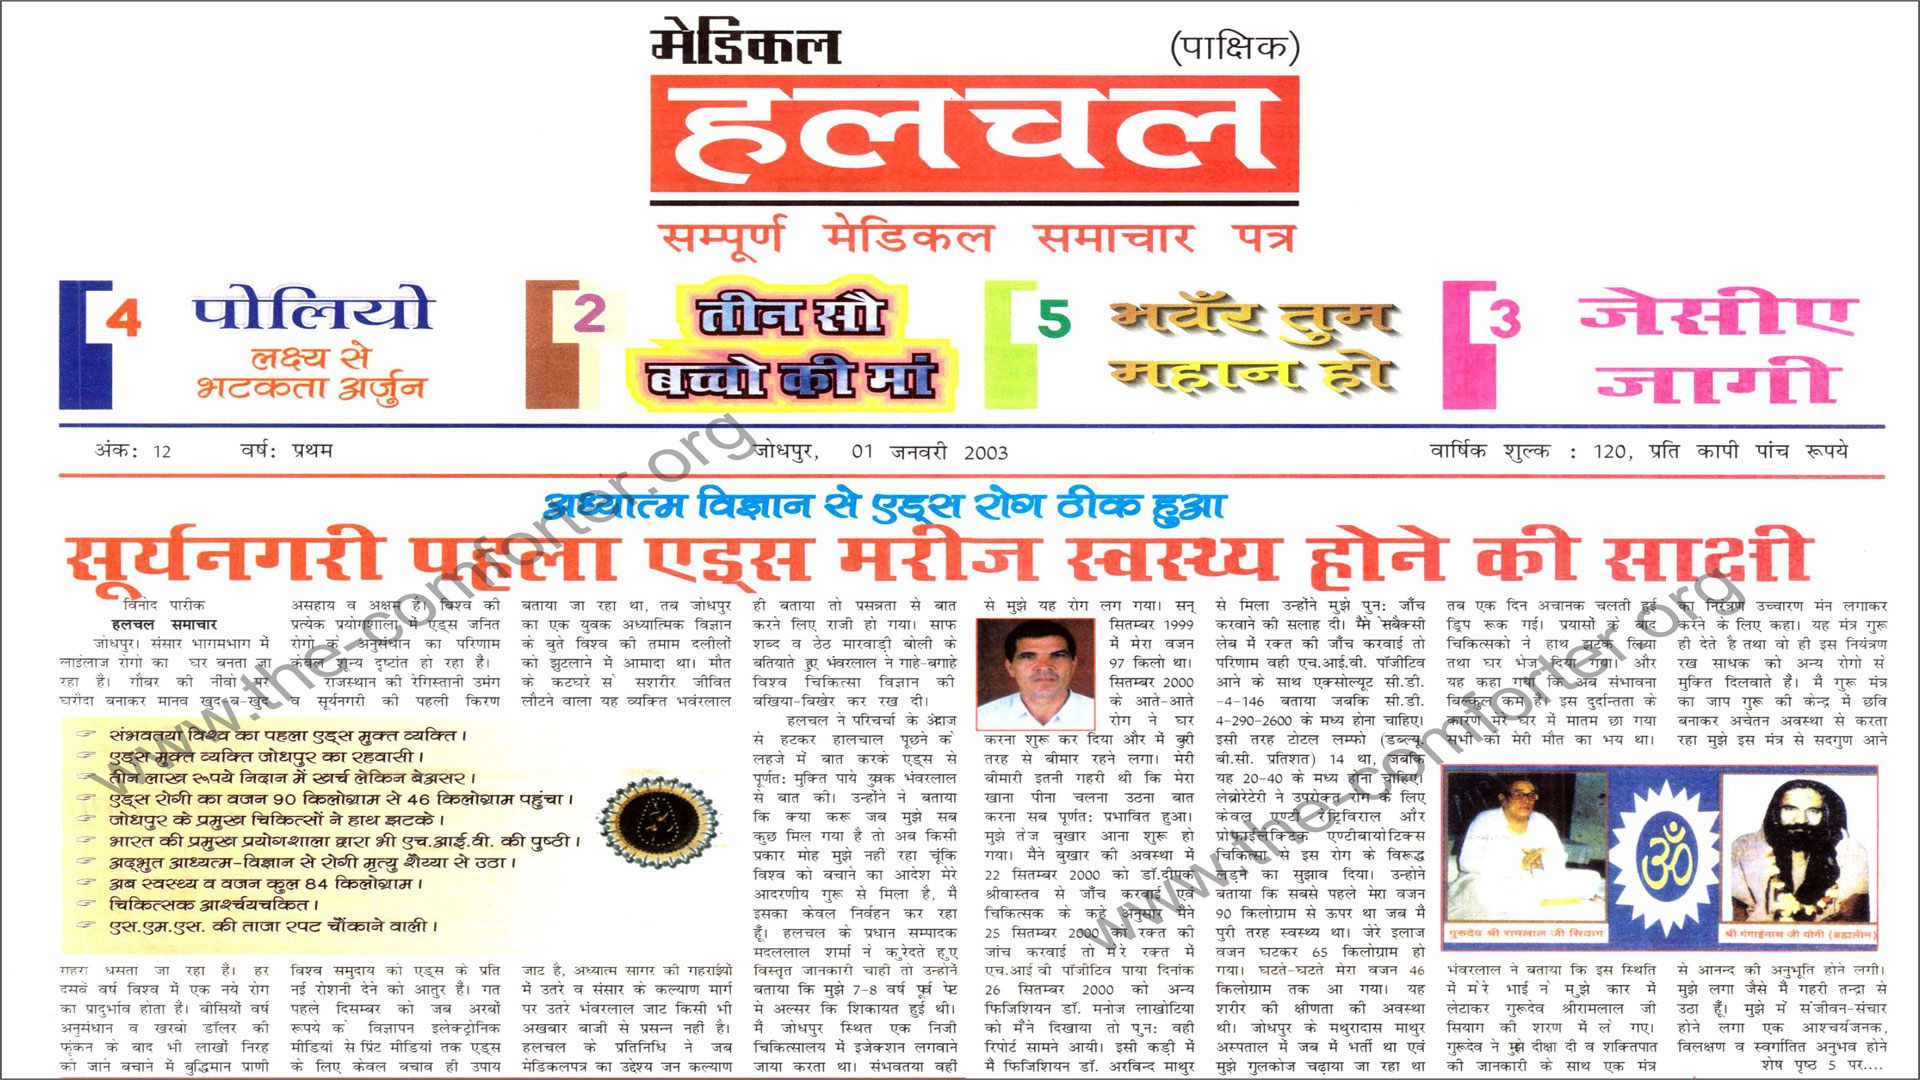 मेडिकल
(पाक्षिक)
हलचल
सम्पूर्ण मेडिकल समाचार पत्र
4 पोलियो
लक्ष्य से
भटकता अर्जुन
2 तीन सौ
बच्चो की मां
5 भवँर तुम
महान हो
3 जेसीए
जागी
अंक: 12 वर्ष: प्रथम जोधपुर, 01 जनवरी 2003 वार्षिक शुल्क : 120, प्रति कापी पांच रूपये
अध्यात्म विज्ञान से एड्स रोग ठीक हुआ
सूर्यनगरी पहला एड्स मरीज स्वस्थ्य होने की साक्षी
विनोद पारीक
हलचल समाचार
जोधपुर। संसार भागमभाग में
लाईलाज रोगो का घर बनता जा
रहा है। गौबर की नीवों पर
घरौंदा बनाकर मानव खुद-ब-खुद
संभवतया विश्व का पहला एड्स मुक्त व्यक्ति।
एड्स मुक्त व्यक्ति जोधपुर का रहवासी।
तीन लाख रूपये निदान में खर्च लेकिन बेअसर।
एड्स रोगी का वजन 90 किलोग्राम से 46 किलोग्राम पहुंचा।
जोधपुर के प्रमुख चिकित्सों ने हाथ झटके।
भारत की प्रमुख प्रयोगशाला द्वारा भी एच.आई.वी. की पुष्ठी।
अद्भुत आध्यत्म-विज्ञान से रोगी मृत्यु शैय्या से उठा।
अब स्वस्थ्य व वजन कुल 84 किलोग्राम।
चिकित्सक आर्श्चयचकित।
एस.एम.एस. की ताजा रपट चौंकाने वाली।
गहरा धसता जा रहा है। हर
दसवें वर्ष विश्व में एक नये रोग
का प्रादुर्भाव होता है। बीसियों वर्ष
अनुसंधान व खरबो डॉलर की
फूंकन के बाद भी लाखों निरह
को जाने बचाने में बुद्धिमान प्राणी
असहाय व अक्षम है। विश्व की
प्रत्येक प्रयोगशाला में एड्स जनित
रोगो के अनुसंधान का परिणाम
केवल शून्य दृष्टांत हो रहा है।
राजस्थान की रेगिस्तानी उमंग
व सूर्यनगरी की पहली किरण
विश्व समुदाय को एड्स के प्रति
नई रोशनी देने को आतुर है। गत
पहले दिसम्बर को जब अरबों
रूपये के विज्ञापन इलेक्ट्रोनिक
मीडियां से प्रिंट मीडियां तक एड्स
के लिए केवल बचाव ही उपाय
बताया जा रहा था, तब जोधपुर
का एक युवक अध्यात्मिक विज्ञान
के बुते विश्व की तमाम दलीलों
को झुटलाने में आमादा था। मौत
के कटघरे से सशरीर जीवित
लौटने वाला यह व्यक्ति भवंरलाल
जाट है, अध्यात्म सागर की गहराईयों
में उतरे व संसार के कल्याण मार्ग
पर उतरे भंवरलाल जाट किसी भी
अखबार बाजी से प्रसन्न नहीं है।
हलचल के प्रतिनिधि ने जब
मेडिकलपत्र का उद्देश्य जन कल्याण
ही बताया तो प्रसन्नता से बात
करने लिए राजी हो गया। साफ
शब्द व ठेठ मारवाड़ी बोली के
बतियाते हुए भंवरलाल ने गाहे-बगाहे
विश्व चिकित्सा विज्ञान की
बखिया-बिखेर कर रख दी।
हलचल ने परिचर्चा के अंदाज
से हटकर हालचाल पूछने के
लहजे में बात करके एड्स से
पूर्णत: मुक्ति पाये युवक भंवरलाल
से बात की। उन्होंने ने बताया
कि क्या करू जब मुझे सब
कुछ मिल गया है तो अब किसी
प्रकार मोह मुझे नहीं रहा चूंकि
विश्व को बचाने का आदेश मेरे
आदरणीय गुरू से मिला है, मैं
इसका केवल निर्वहन कर रहा
हूँ। हलचल के प्रधान सम्पादक
मदललाल शर्मा ने कुरेदते हुए
विस्तृत जानकारी चाही तो उन्होनें
बताया कि मुझे 7-8 वर्ष पूर्व पेट
मे अल्सर कि शिकायत हुई थी।
मैं जोधपुर स्थित एक निजी
चिकित्सालय में इजेक्शन लगवाने
जाया करता था। संभवतया वहीं
से मुझे यह रोग लग गया। सन्
सितम्बर 1999
में मेरा वजन
97 किलो था।
सितम्बर 2000
के आते-आते
रोग ने घर
करना शुरू कर दिया और मैं बुरी
तरह से बीमार रहने लगा। मेरी
बीमारी इतनी गहरी थी कि मेरा
खाना पीना चलना उठना बात
करना सब पूर्णत: प्रभावित हुआ।
मुझे तेज बुखार आना शुरू हो
गया। मैंने बुखार की अवस्था में
22 सितम्बर 2000 को डॉ.दीपक
श्रीवास्तव से जाँच करवाई एवं
चिकित्सक के कहे अनुसार मैंने
25 सितम्बर 2000 को रक्त की
जांच करवाई तो मेरे रक्त में
एच.आई वी पॉजीटिव पाया दिनांक
26 सितम्बर 2000 को अन्य
फिजिशियन डॉ. मनोज लाखोटिया
को मैंने दिखाया तो पुन: वही
रिपोर्ट सामने आयी। इसी कड़ी में
मैं फिजिशियन डॉ. अरविन्द माथुर
से मिला उन्होंने मुझे पुन: जाँच
करवाने की सलाह दी। मैंने सबैक्सी
लेब में रक्त की जाँच करवाई तो
परिणाम वही एच.आई.वी. पॉजीटिव
आने के साथ एक्सोल्यूट सी.डी.
-4-146 बताया जबकि सी.डी.
4-290-2600 के मध्य होना चाहिए।
इसी तरह टोटल लम्फो (डब्ल्यू.
बी.सी. प्रतिशत) 14 था, जबकि
यह 20-40 के मध्य होना चाहिए।
लेब्रोरेटेरी ने उपरोक्त रोग के लिए
केवल एण्टी रेट्रिविराल और
प्रोफाईलैक्टिक एण्टीबायोटिक्स
चिकित्सा से इस रोग के विरूद्ध
लड़ने का सुझाव दिया। उन्होने
बताया कि सबसे पहले मेरा वजन
90 किलोग्राम से ऊपर था जब मैं
पुरी तरह स्वस्थ था। जेरे इलाज
वजन घटकर 65 किलोग्राम हो
गया। घटते-घटते मेरा वजन 46
किलोग्राम तक आ गया। यह
शरीर की क्षीणता की अवस्था
थी। जोधपुर के मथुरादास माथुर
अस्पताल में जब में भर्ती था एवं
मुझे गुलकोज चढ़ाया जा रहा था
तब एक दिन अचानक चलती हुई
ड्रिप रूक गई। प्रयासों के बाद
चिकित्सको ने हाथ झटक लिया
तथा घर भेज दिया गया। और
यह कहा गया कि अब संभावना
बिल्कुल कम है। इस दुर्दान्तता के
कारण मेरे घर में मातम छा गया
सभी को मेरी मौत का भय था।
गुरूदेव श्री रामलाल जी सियाग
श्री गंगाईनाथ जी योगी (ब्रह्मलीन)
भंवरलाल ने बताया कि इस स्थिति
में मेरे भाई ने मुझे कार में
लेटाकर गुरूदेव श्रीरामलाल जी
सियाग की शरण में ले गए।
गुरूदेव ने मुझे दीक्षा दी व शक्तिपात
की जानकारी के साथ एक मंत्र
का निरंत्रण उच्चारण मंन लगाकर
करने के लिए कहा। यह मंत्र गुरू
ही देते है तथा वो ही इस नियंत्रण
रख साधक को अन्य रोगो से
मुक्ति दिलवाते है। मैं गुरू मंत्र
का जाप गुरू की केन्द्र में छवि
बनाकर अचेतन अवस्था से करता
रहा मुझे इस मंत्र से सदगुण आने
से आनन्द की अनुभूति होने लगी।
मुझे लगा जैसे मैं गहरी तन्द्रा से
उठा हूँ। मुझे में संजीवन-संचार
होने लगा एक आश्चर्यजनक,
विलक्षण व स्वर्गातित अनुभव होने
शेष पृष्ठ 5 पर....
www.the-comforter.org
www.the-comforter.org